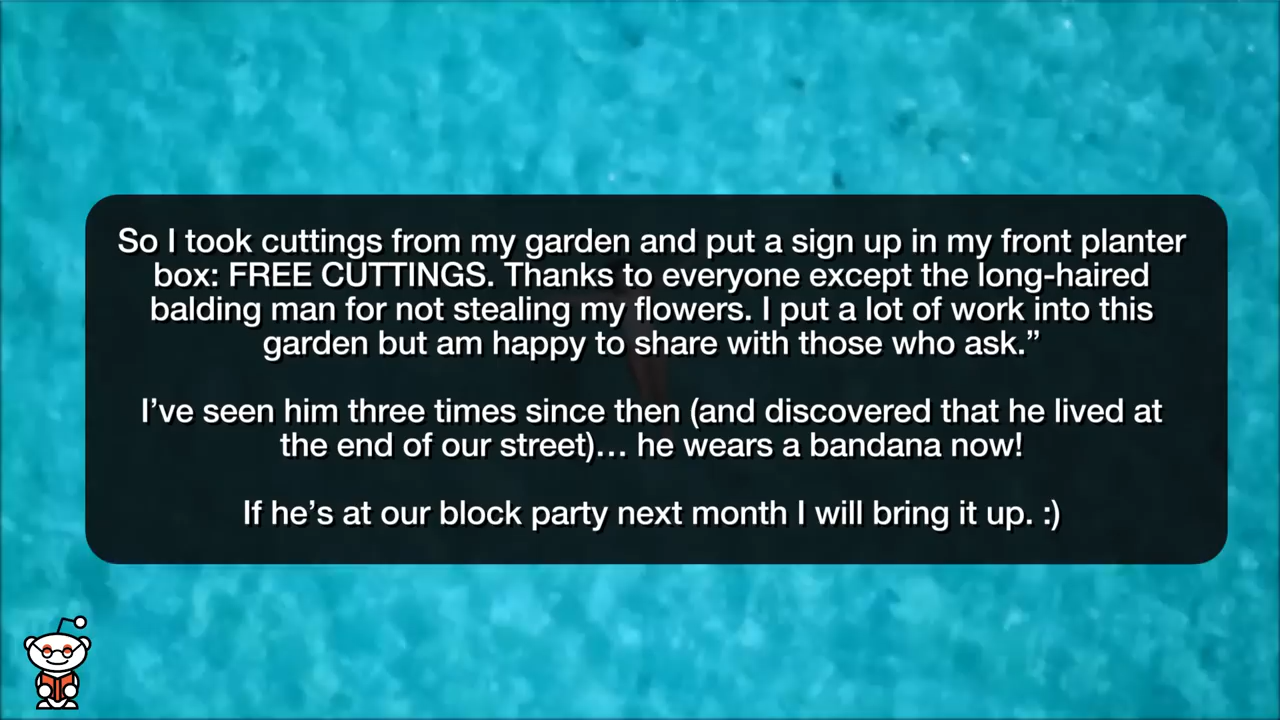 So I took cuttings from my garden and put a sign up in my front planter
box: FREE CUTTINGS. Thanks to everyone except the long-haired
balding man for not stealing my flowers. I put a lot of work into this
garden but am happy to share with those who ask.”
I’ve seen him three times since then (and discovered that he lived at
the end of our street)… he wears a bandana now!
If he’s at our block party next month I will bring it up. :)